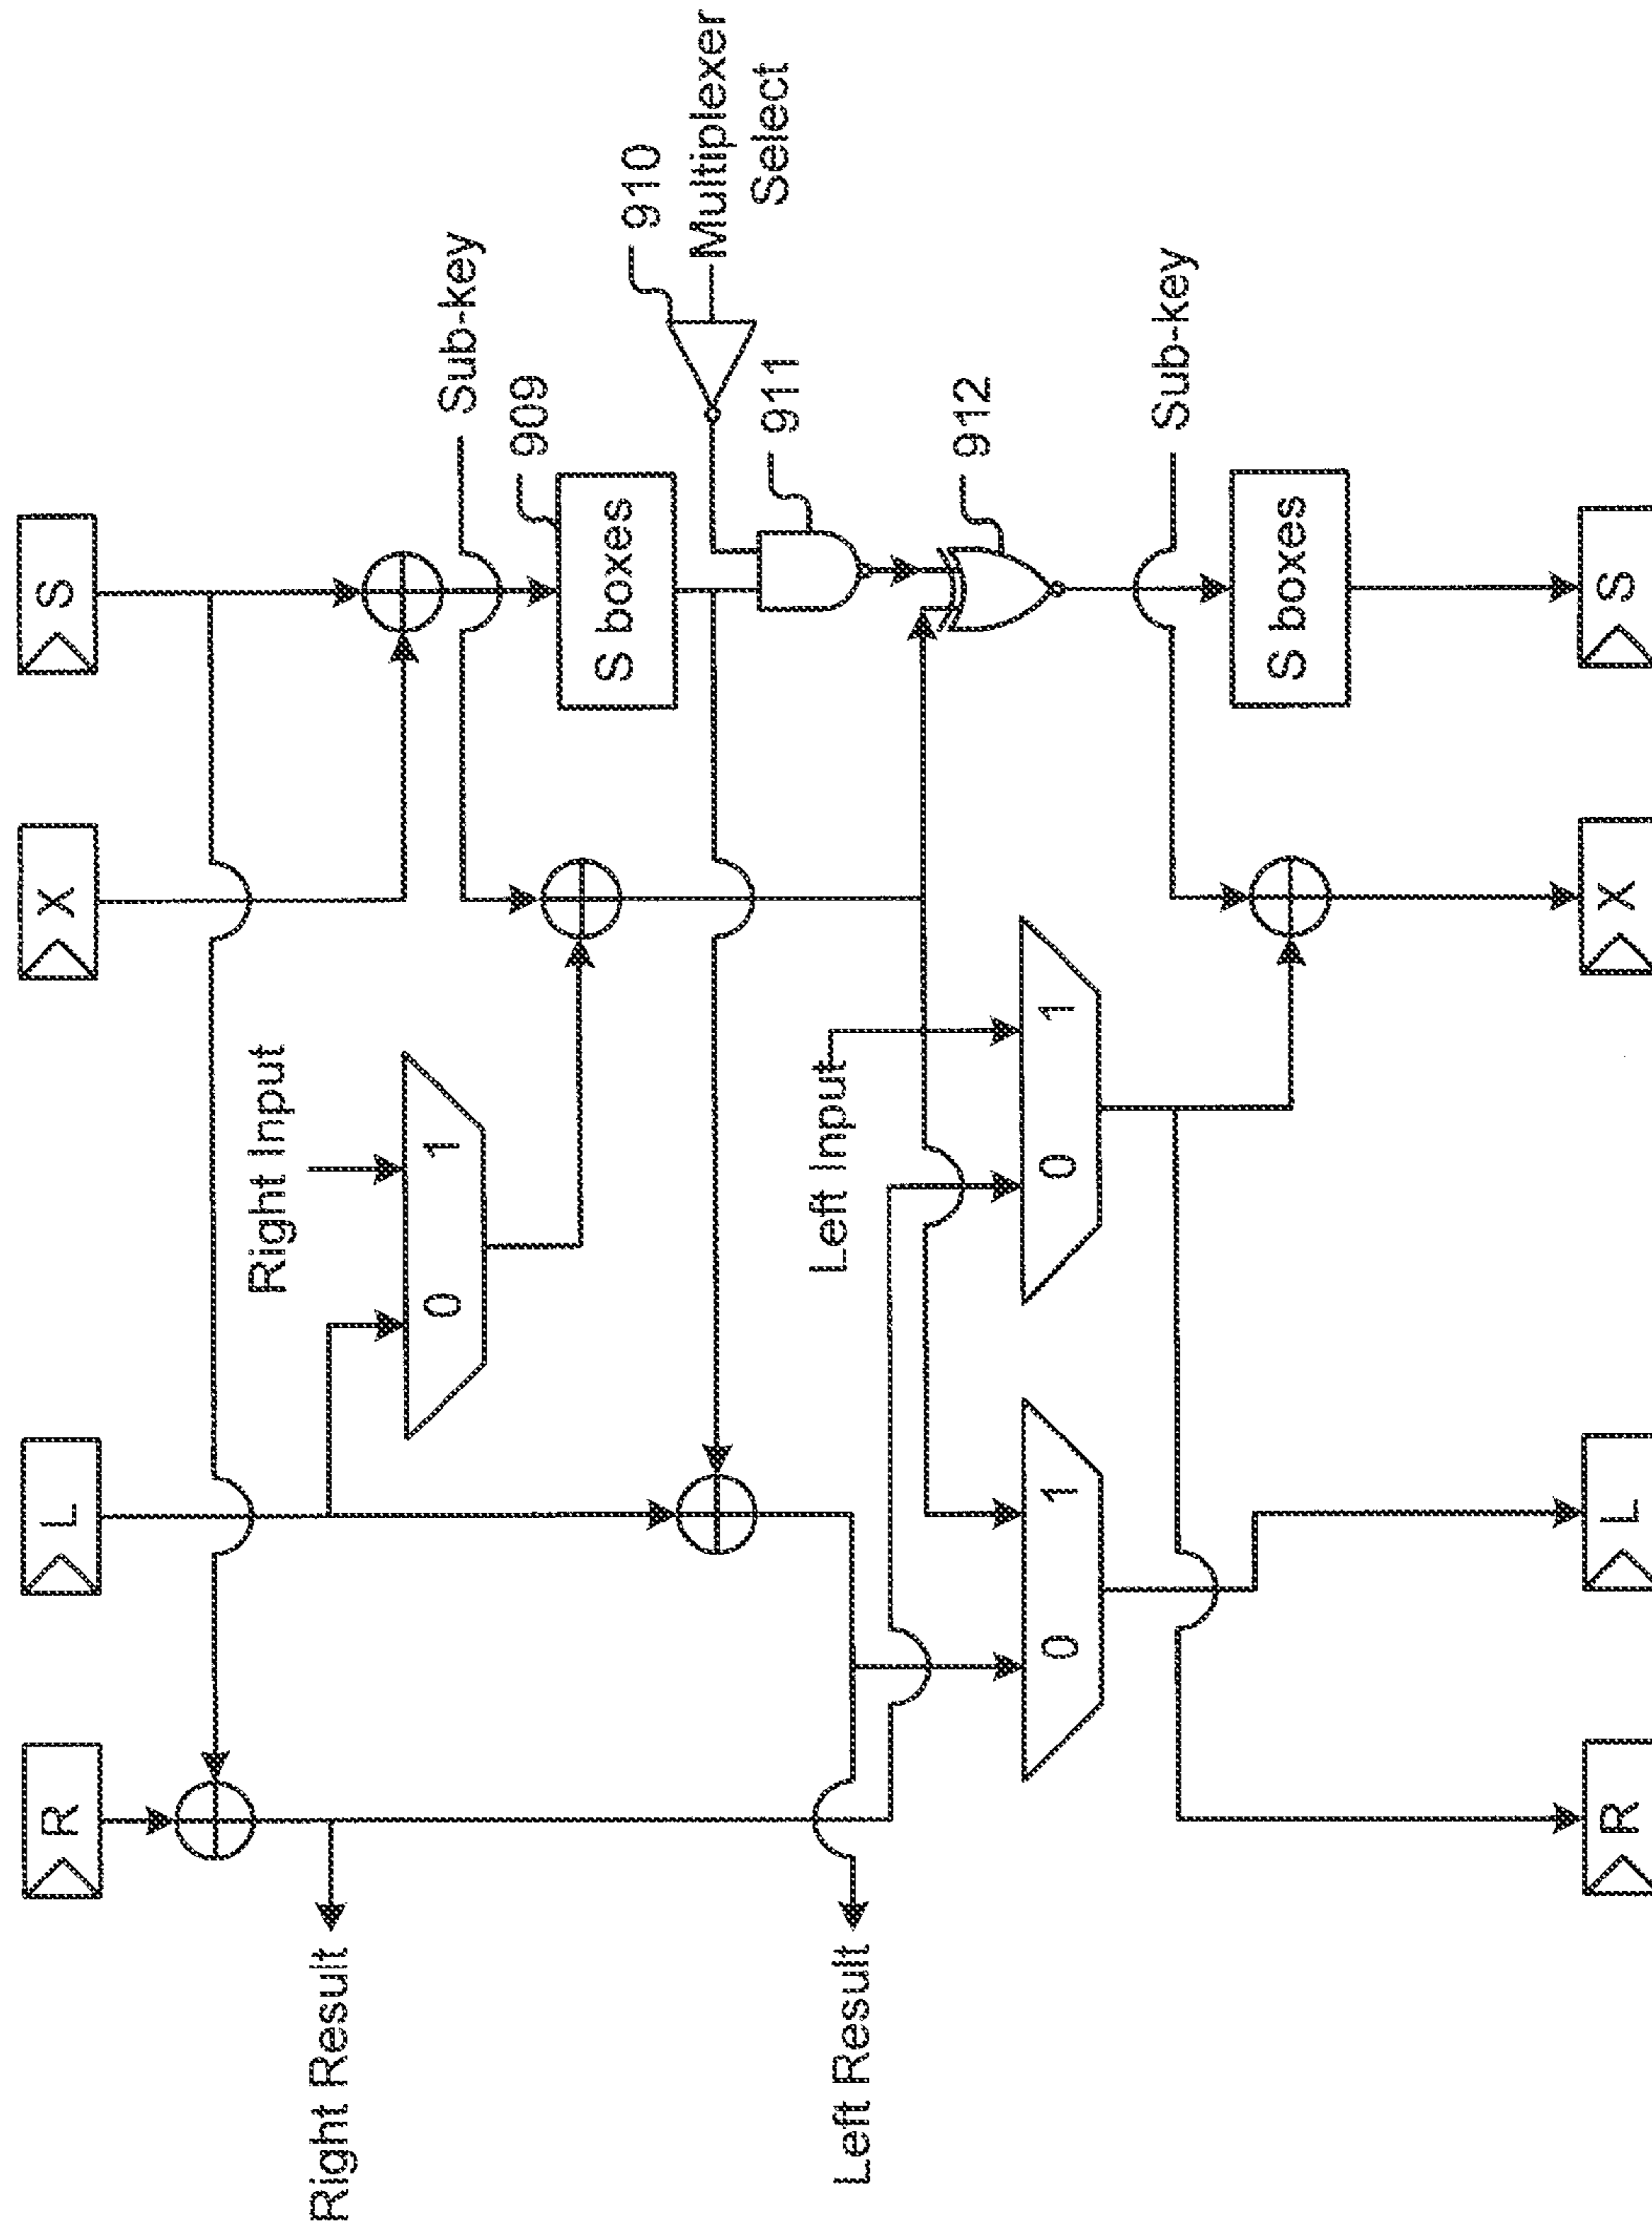 R
L
X
S
Right Result
Right Input
0
1
Sub-key
909
S boxes
910
Multiplexer
Select
911
Left Result
Left Input
912
0
1
0
1
Sub-key
S boxes
R
L
X
S